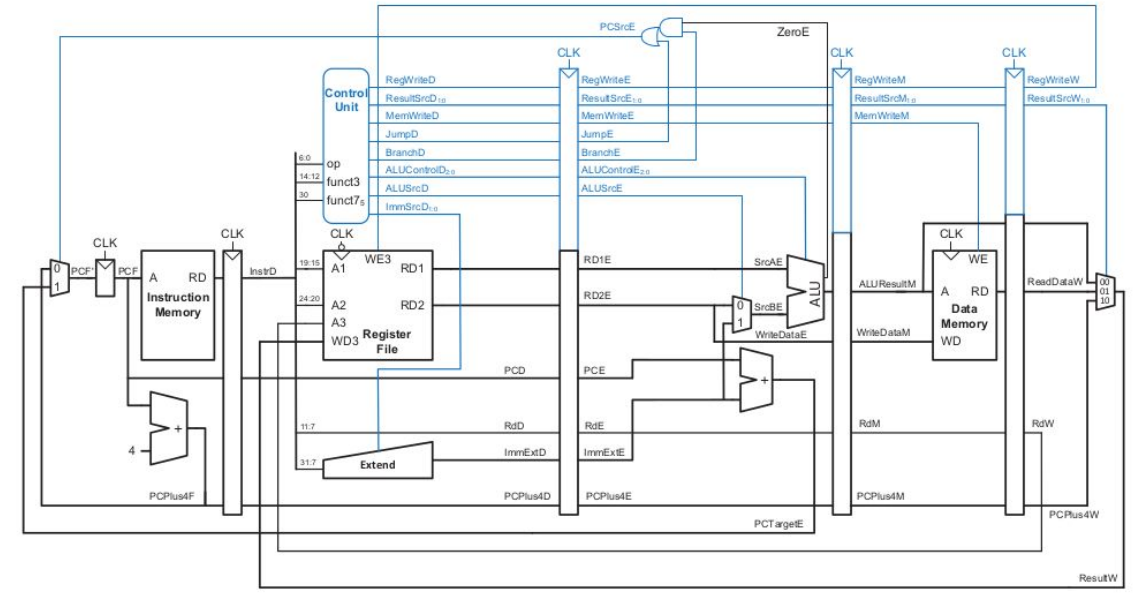 PCSrcE
ZeroE
CLK
CLK
CLK
Control
Unit
RegWriteD
RegWriteE
RegWriteM
RegWriteW
ResultSrcD1:0
ResultSrcE1:0
ResultSrcM1:0
ResultSrcW1:0
MemWriteD
MemWriteE
MemWriteM
JumpD
JumpE
BranchD
BranchE
6:0
op
ALUControlD2:0
ALUControlE2:0
14:12
funct3
ALUSrcD
ALUSrcE
30
funct75
ImmSrcD1:0
CLK
CLK
CLK
CLK
0
1
PCF'
PCF
A
RD
Instruction
Memory
InstrD
19:15
A1
WE3
RD1
RD1E
SrcAE
24:20
A2
RD2
RD2E
A3
WD3
Register
File
0
1
SrcBE
ALU
WriteDataE
ALUResultM
WE
A
RD
Data
Memory
WD
WriteDataM
ReadDataW
00
01
10
PCD
PCE
+
4
+
11:7
RdD
RdE
RdM
RdW
31:7
Extend
ImmExtD
ImmExtE
PCPlus4F
PCPlus4D
PCPlus4E
PCPlus4M
PCPlus4W
PCTargetE
ResultW